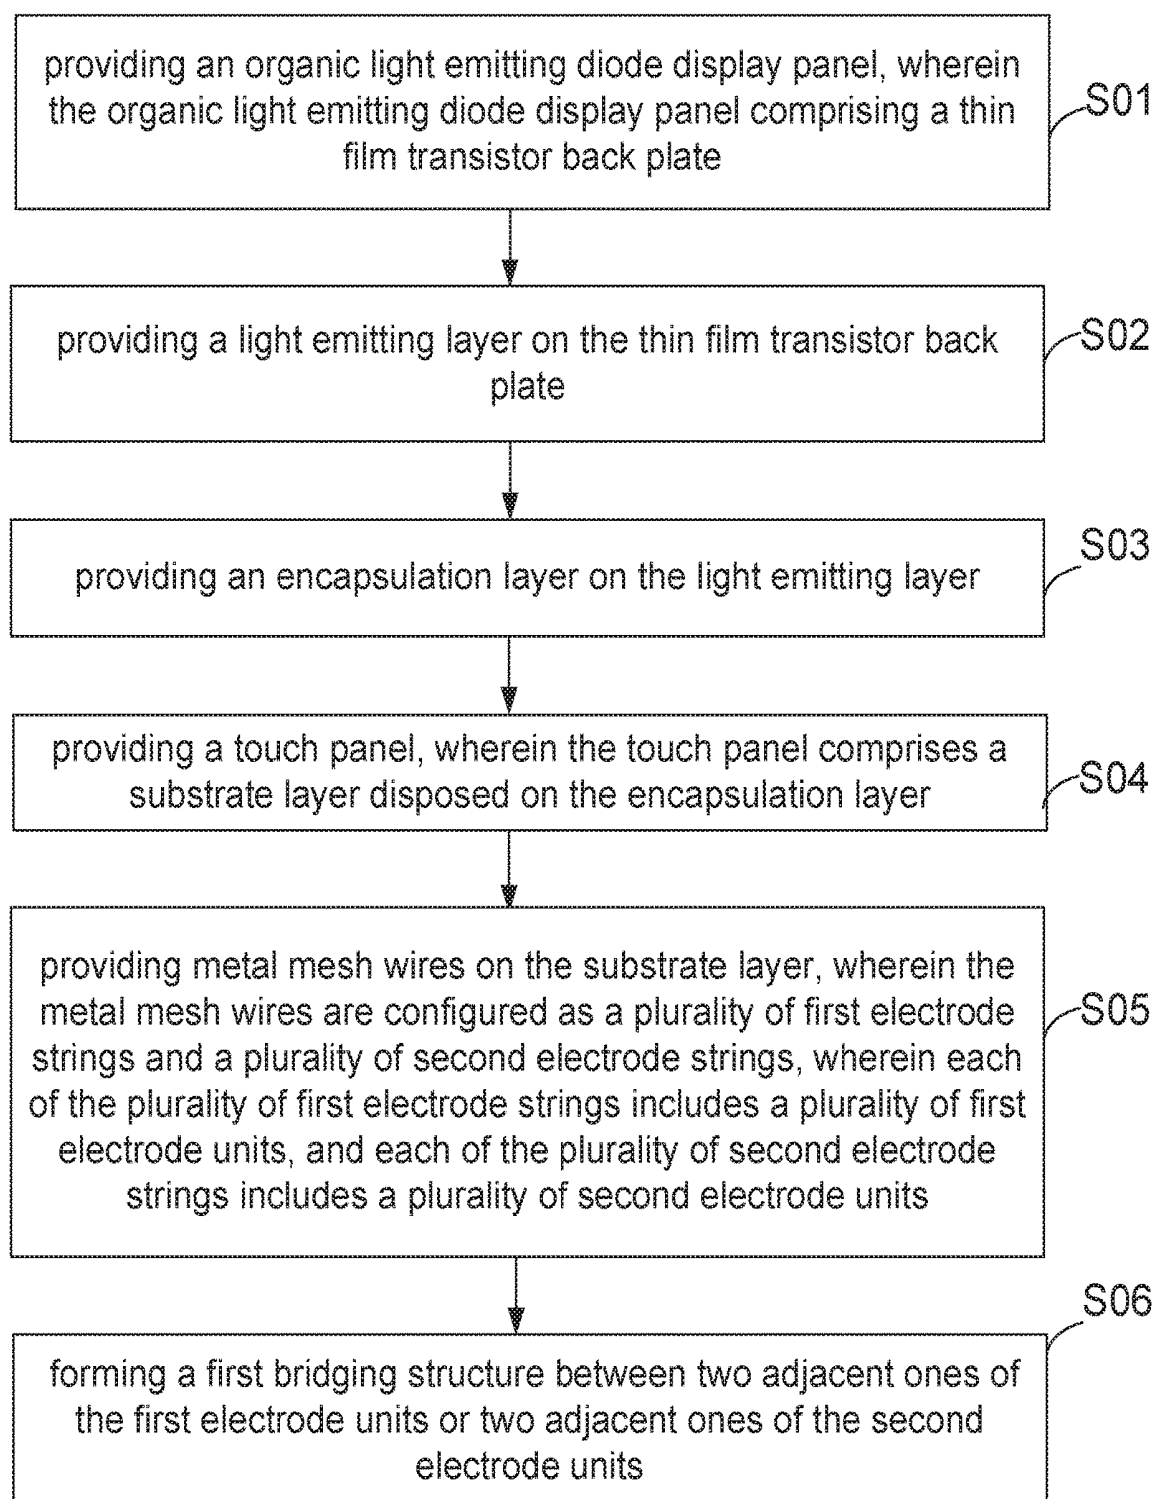 providing an organic light emitting diode display panel, wherein
the organic light emitting diode display panel comprising a thin
film transistor back plate
S01
providing a light emitting layer on the thin film transistor back
plate
S02
providing an encapsulation layer on the light emitting layer
S03
providing a touch panel, wherein the touch panel comprises a
substrate layer disposed on the encapsulation layer
S04
providing metal mesh wires on the substrate layer, wherein the
metal mesh wires are configured as a plurality of first electrode
strings and a plurality of second electrode strings, wherein each
of the plurality of first electrode strings includes a plurality of first
electrode units, and each of the plurality of second electrode
strings includes a plurality of second electrode units
S05
forming a first bridging structure between two adjacent ones of
the first electrode units or two adjacent ones of the second
electrode units
S06